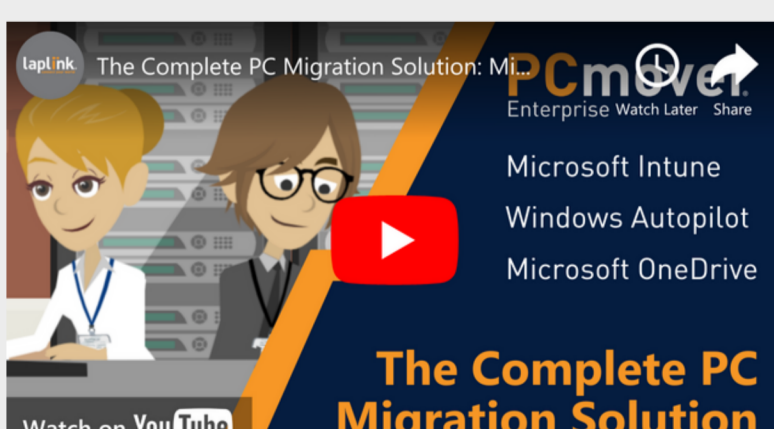 laplink.
The Complete PC Migration Solution: Mi...
PCmover
Enterprise
Watch Later
Share
Microsoft Intune
Windows Autopilot
Microsoft OneDrive
The Complete PC
Migration Solution
Watch on YouTube